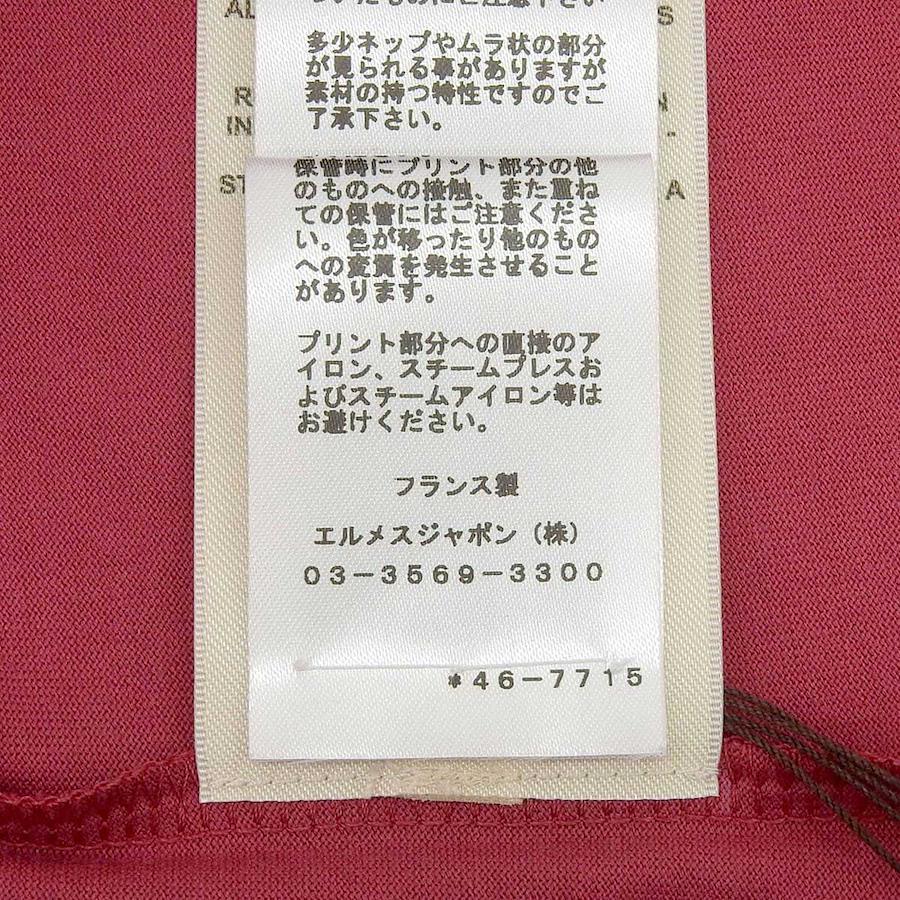 AL
S
多少ネップやムラ状の部分
が見られる事がありますが
素材の持つ特性ですのでご
了承下さい。
R
N
IN
-
ST
A
保管時にプリント部分の他
のものへの接触、また重ね
ての保管にはご注意くださ
い。色が移ったり他のもの
への変質を発生させること
があります。
プリント部分への直接のア
イロン、スチームプレスお
よびスチームアイロン等は
お避けください。
フランス製
エルメスジャポン（株）
03-3569-3300
*46-7715